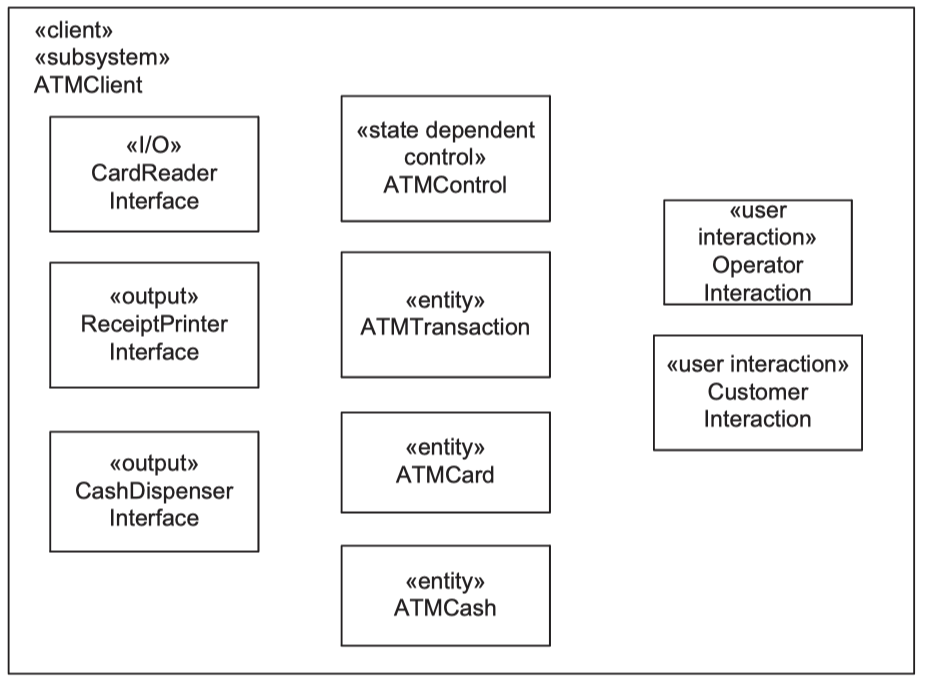 «client»
«subsystem»
ATMClient
«I/O»
CardReader
Interface
«output»
ReceiptPrinter
Interface
«output»
CashDispenser
Interface
«state dependent
control»
ATMControl
«entity»
ATMTransaction
«entity»
ATMCard
«entity»
ATMCash
«user
interaction»
Operator
Interaction
«user interaction»
Customer
Interaction